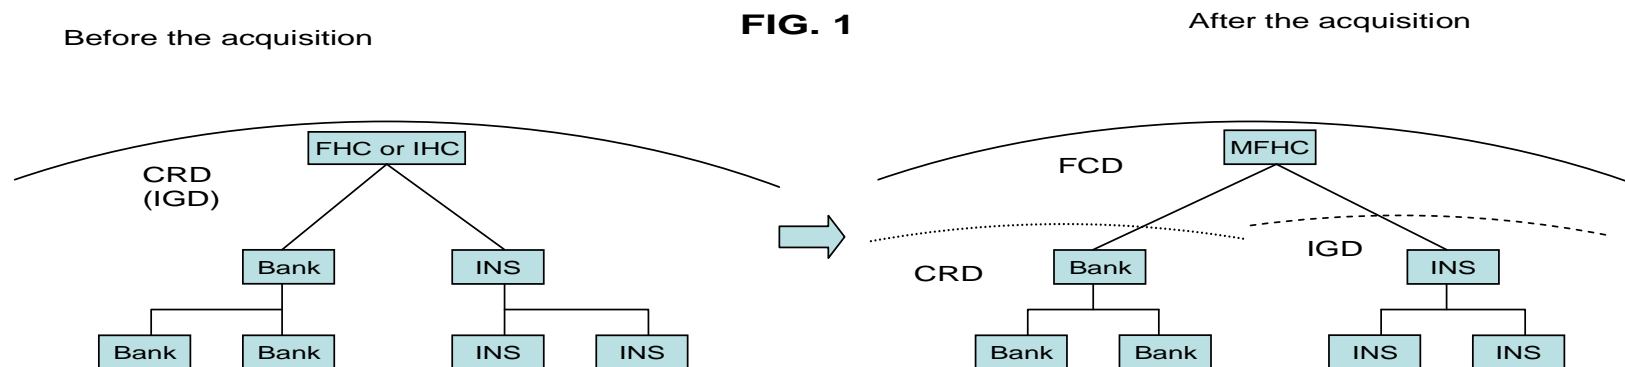 FIG. 1
Before the acquisition
After the acquisition
FHC or IHC
CRD
(IGD)
Bank
INS
Bank
Bank
INS
INS
MFHC
FCD
CRD
Bank
IGD
INS
Bank
Bank
INS
INS